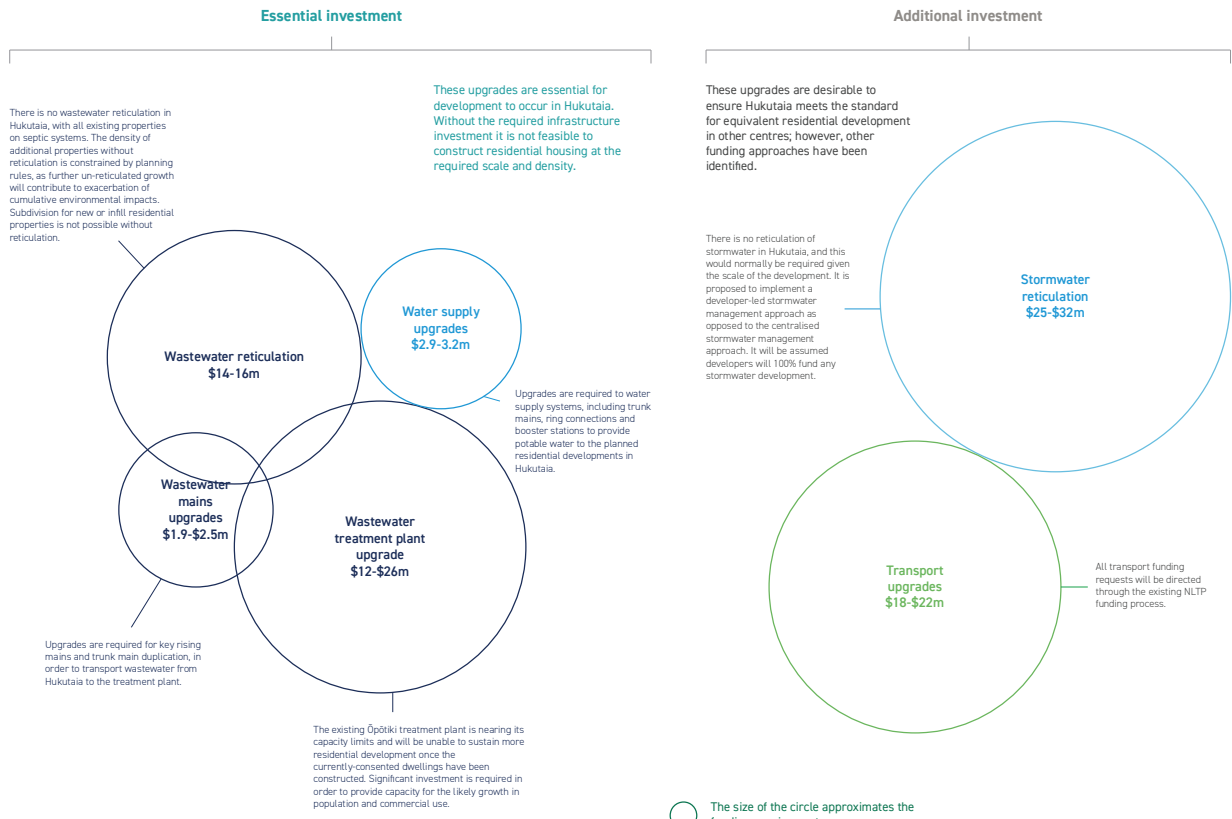 Essential investment
There is no wastewater reticulation in
Hukutaia, with all existing properties
on septic systems. The density of
additional properties without
reticulation is constrained by planning
rules, as further un-reticulated growth
will contribute to exacerbation of
cumulative environmental impacts.
Subdivision for new or infill residential
properties is not possible without
reticulation.
These upgrades are essential for
development to occur in Hukutaia.
Without the required infrastructure
investment it is not feasible to
construct residential housing at the
required scale and density.
Water supply
upgrades
$2.9-3.2m
Wastewater reticulation
$14-16m
Upgrades are required to water
supply systems, including trunk
mains, ring connections and
booster stations to provide
potable water to the planned
residential developments in
Hukutaia.
Wastewater
mains
upgrades
$1.9-$2.5m
Wastewater
treatment plant
upgrade
$12-$26m
Upgrades are required for key rising
mains and trunk main duplication, in
order to transport wastewater from
Hukutaia to the treatment plant.
The existing Ōpōtiki treatment plant is nearing its
capacity limits and will be unable to sustain more
residential development once the
currently-consented dwellings have been
constructed. Significant investment is required in
order to provide capacity for the likely growth in
population and commercial use.
Additional investment
These upgrades are desirable to
ensure Hukutaia meets the standard
for equivalent residential development
in other centres; however, other
funding approaches have been
identified.
There is no reticulation of
stormwater in Hukutaia, and this
would normally be required given
the scale of the development. It is
proposed to implement a
developer-led stormwater
management approach as
opposed to the centralised
stormwater management
approach. It will be assumed
developers will 100% fund any
stormwater development.
Stormwater
reticulation
$25-$32m
Transport
upgrades
$18-$22m
All transport funding
requests will be directed
through the existing NLTP
funding process.
The size of the circle approximates the